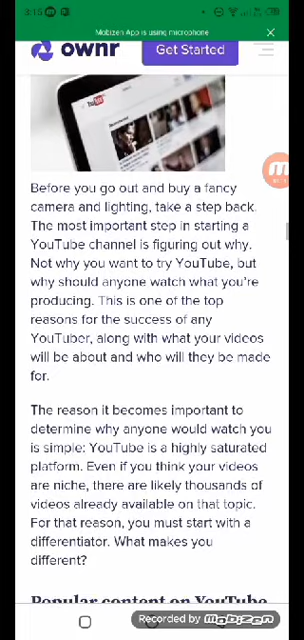 3:15
Mobizen App is using microphone
ownr
Get Started
YouTube
Before you go out and buy a fancy
camera and lighting, take a step back.
The most important step in starting a
YouTube channel is figuring out why.
Not why you want to try YouTube, but
why should anyone watch what you're
producing. This is one of the top
reasons for the success of any
YouTuber, along with what your videos
will be about and who will they be made
for.
The reason it becomes important to
determine why anyone would watch you
is simple: YouTube is a highly saturated
platform. Even if you think your videos
are niche, there are likely thousands of
videos already available on that topic.
For that reason, you must start with a
differentiator. What makes you
different?
Popular content on YouTube
Recorded by Mobizen